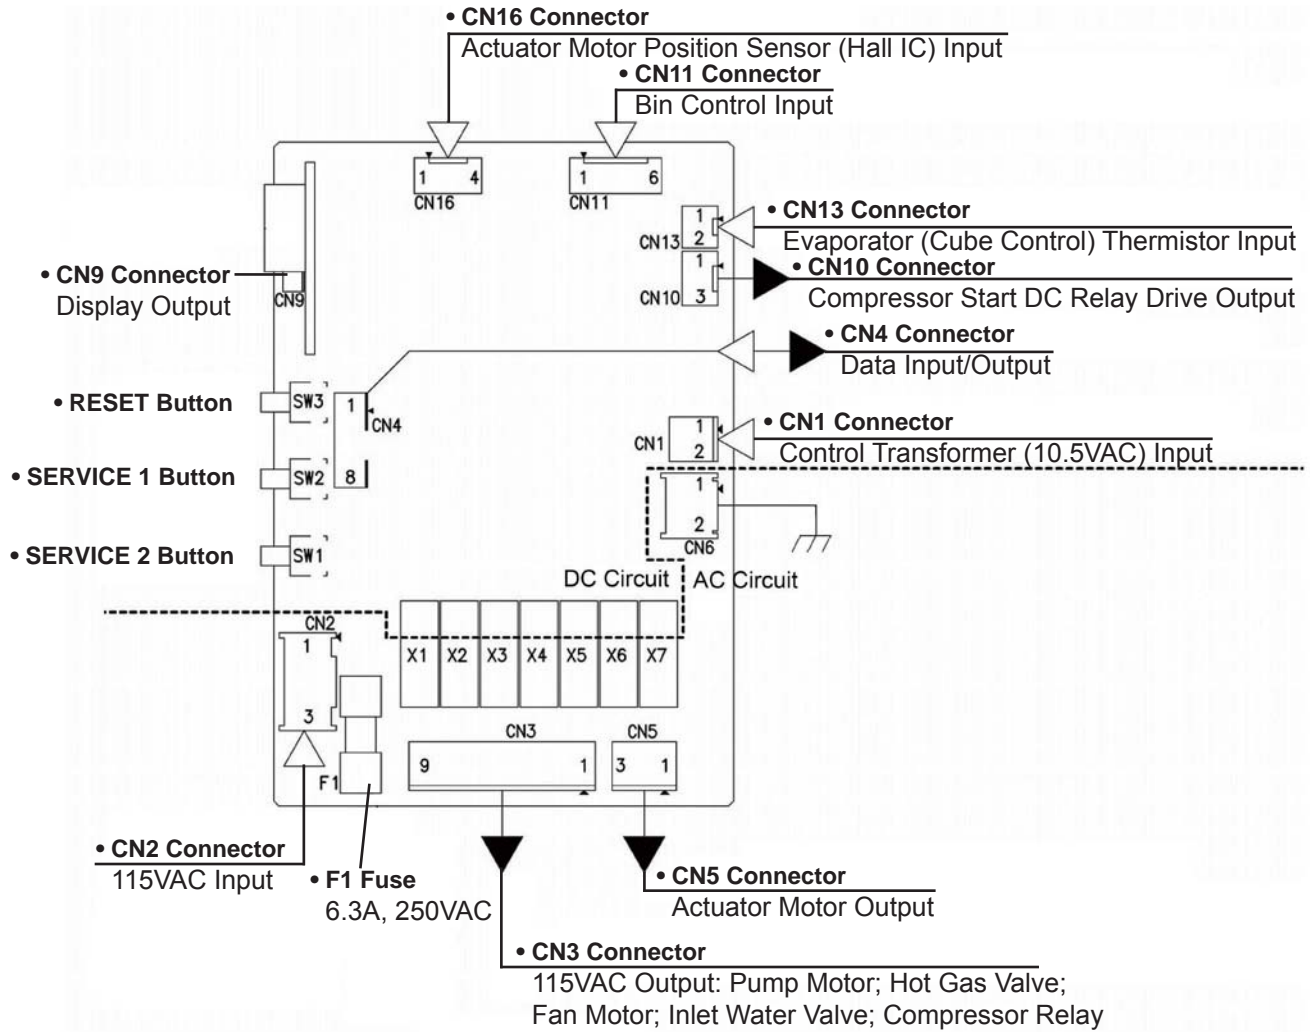 • CN16 Connector
Actuator Motor Position Sensor (Hall IC) Input
• CN11 Connector
Bin Control Input
1 4
CN16
1 6
CN11
• CN13 Connector
Evaporator (Cube Control) Thermistor Input
1
CN13 2
• CN10 Connector
Compressor Start DC Relay Drive Output
1
CN10 3
• CN9 Connector
Display Output
CN9
• CN4 Connector
Data Input/Output
• RESET Button
SW3
1
CN4
8
• CN1 Connector
Control Transformer (10.5VAC) Input
1
CN1
2
• SERVICE 1 Button
SW2
1
2
CN6
• SERVICE 2 Button
SW1
DC Circuit AC Circuit
CN2
1
3
X1 X2 X3 X4 X5 X6 X7
CN3 CN5
9 1 3 1
F1
• CN2 Connector
115VAC Input
• F1 Fuse
6.3A, 250VAC
• CN5 Connector
Actuator Motor Output
• CN3 Connector
115VAC Output: Pump Motor; Hot Gas Valve;
Fan Motor; Inlet Water Valve; Compressor Relay